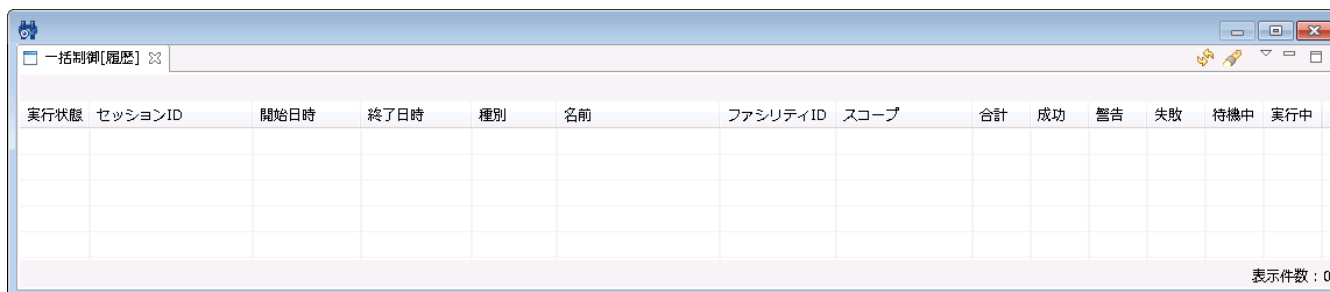 一括制御[履歴]
実行状態 セッションID 開始日時 終了日時 種別 名前 ファシリティID スコープ 合計 成功 警告 失敗 待機中 実行中
表示件数：0